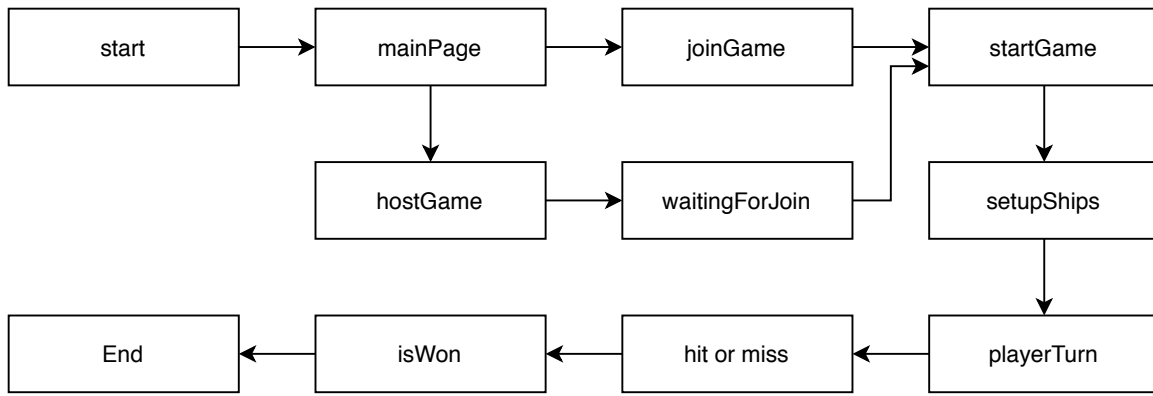 start
mainPage
joinGame
startGame
hostGame
waitingForJoin
setupShips
End
isWon
hit or miss
playerTurn